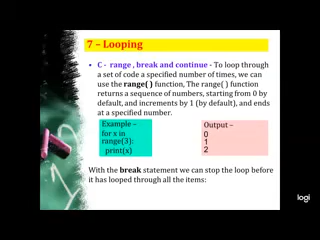 7 – Looping
• C - range , break and continue - To loop through
a set of code a specified number of times, we can
use the range( ) function, The range( ) function
returns a sequence of numbers, starting from 0 by
default, and increments by 1 (by default), and ends
at a specified number.
Example –
for x in
range(3):
print(x)
Output –
0
1
2
With the break statement we can stop the loop before
it has looped through all the items:
logi